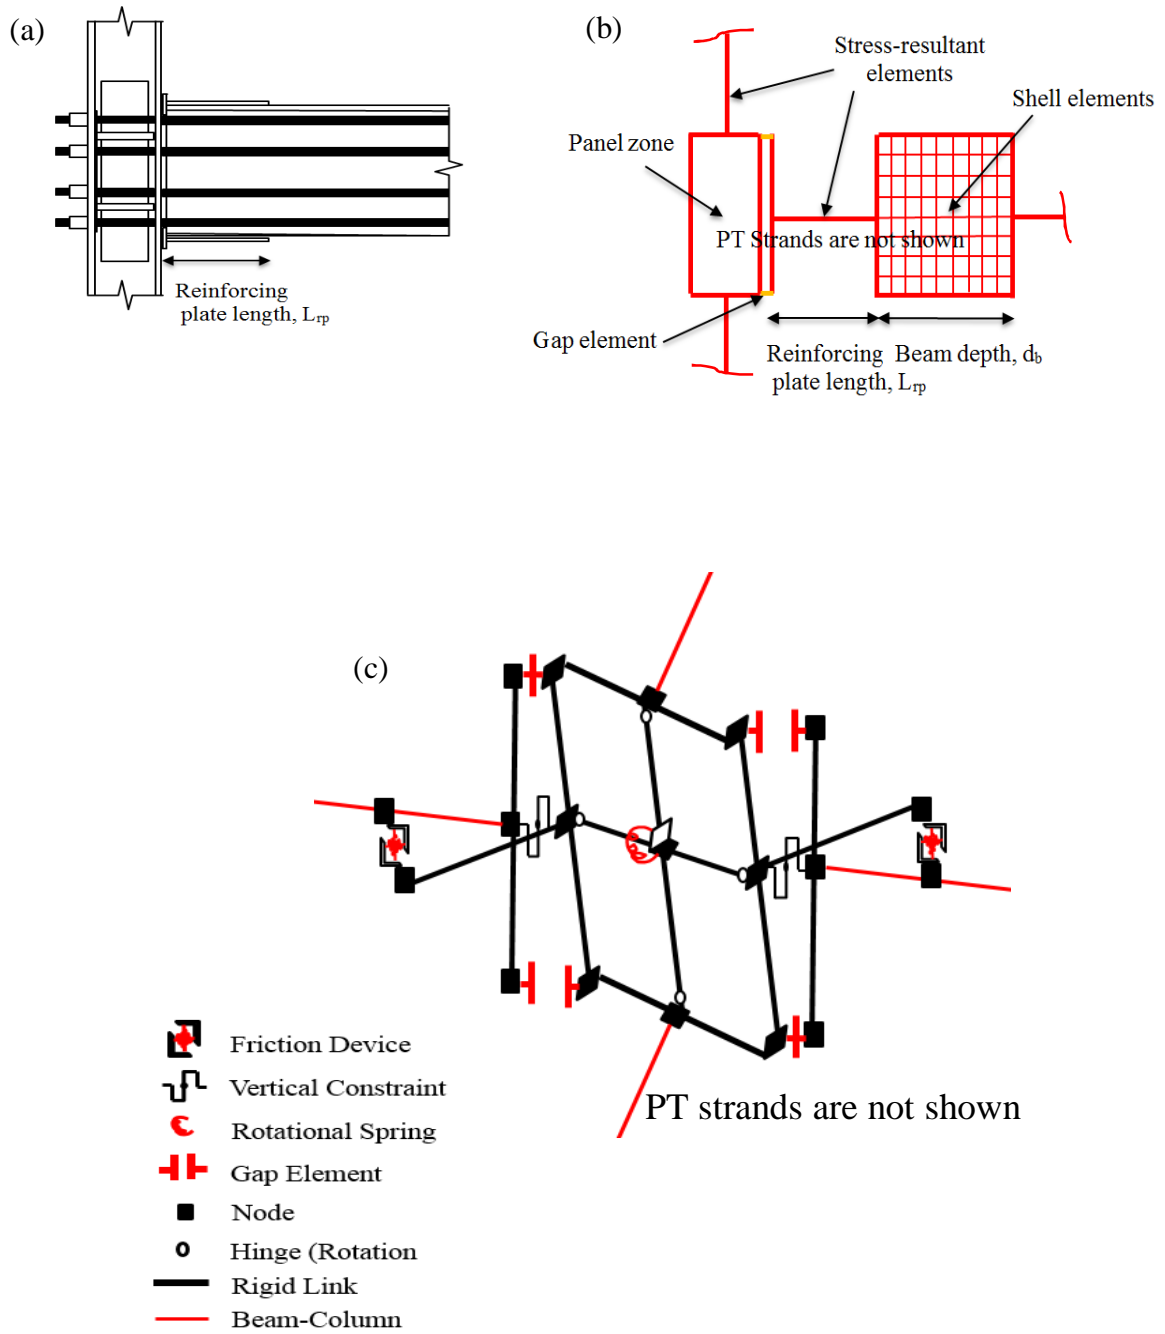 (a)
Reinforcing
plate length, Lrp
(b)
Stress-resultant
elements
Shell elements
Panel zone
PT Strands are not shown
Gap element
Reinforcing
plate length, Lrp
Beam depth, db
(c)
PT strands are not shown
Friction Device
Vertical Constraint
Rotational Spring
Gap Element
Node
Hinge (Rotation
Rigid Link
Beam-Column